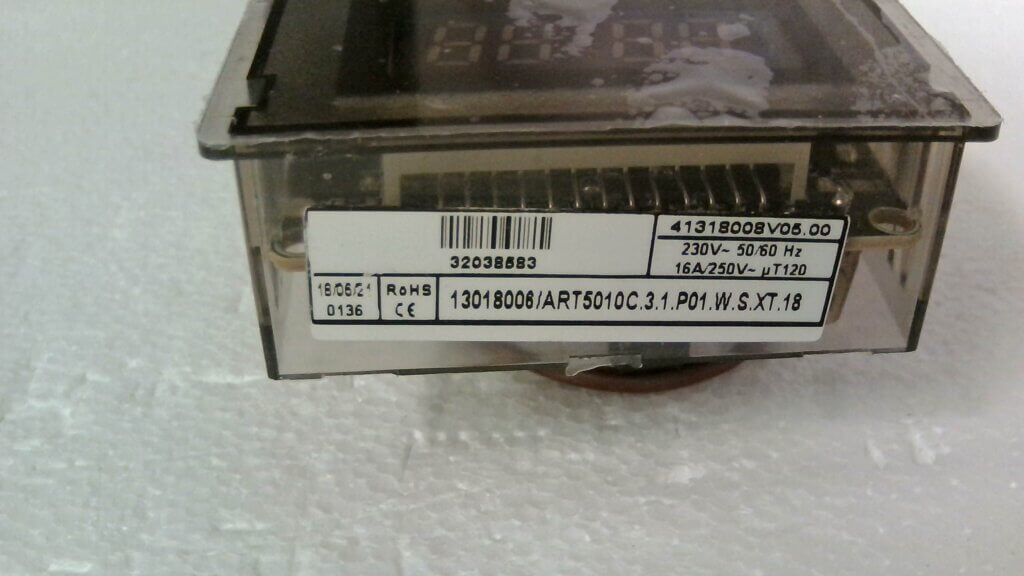 41318008V05.00
32038583
230V~ 50/60 Hz
16A/250V~ µT120
18/06/21
0136
RoHS
CE
13018006/ART5010C.3.1.P01.W.S.XT.18